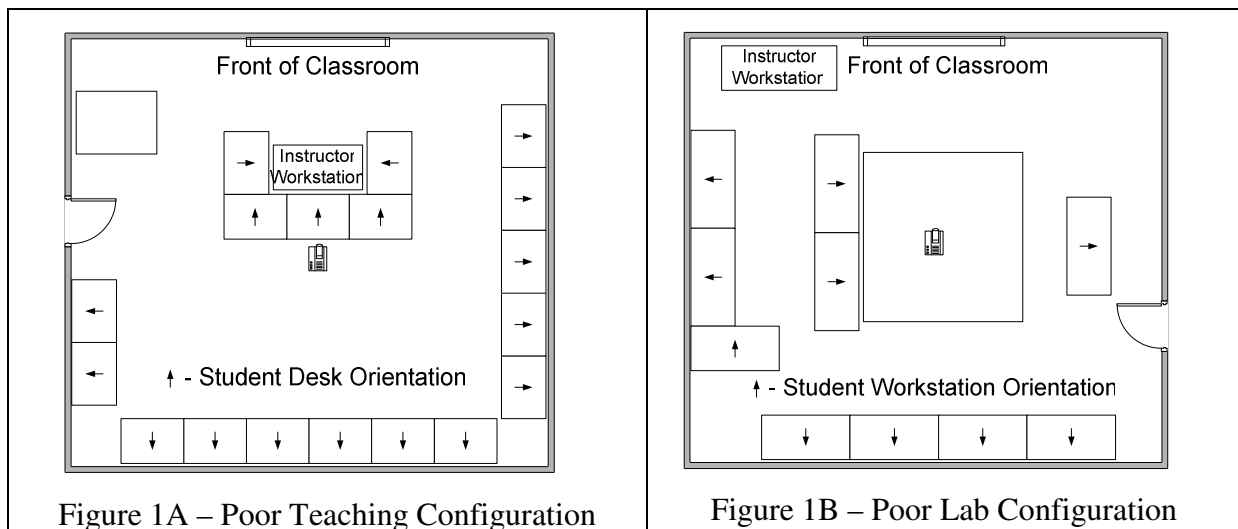 Front of Classroom
Instructor
Workstation
↑ - Student Desk Orientation
Figure 1A – Poor Teaching Configuration
Instructor
Workstation
Front of Classroom
↑ - Student Workstation Orientation
Figure 1B – Poor Lab Configuration